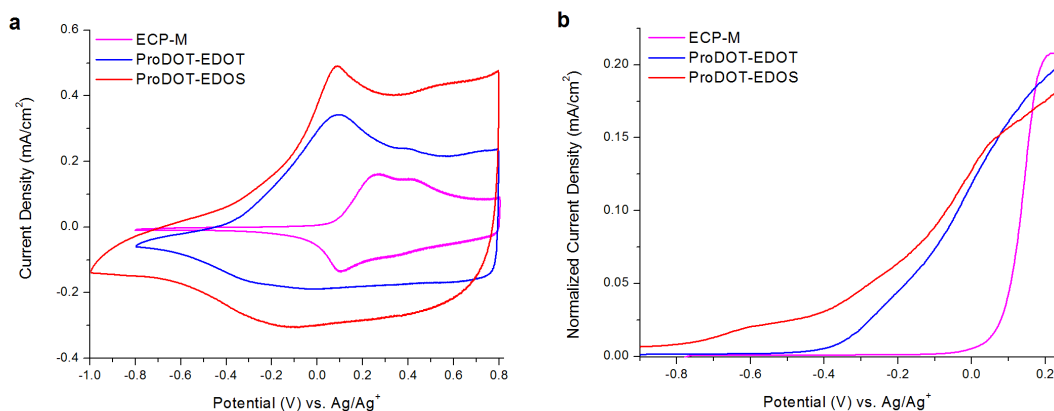 a
ECP-M
ProDOT-EDOT
ProDOT-EDOS
0.6
0.4
0.2
0.0
-0.2
-0.4
Current Density (mA/cm²)
-1.0 -0.8 -0.6 -0.4 -0.2 0.0 0.2 0.4 0.6 0.8
Potential (V) vs. Ag/Ag⁺
b
ECP-M
ProDOT-EDOT
ProDOT-EDOS
0.20
0.15
0.10
0.05
0.00
Normalized Current Density (mA/cm²)
-0.8 -0.6 -0.4 -0.2 0.0 0.2
Potential (V) vs. Ag/Ag⁺